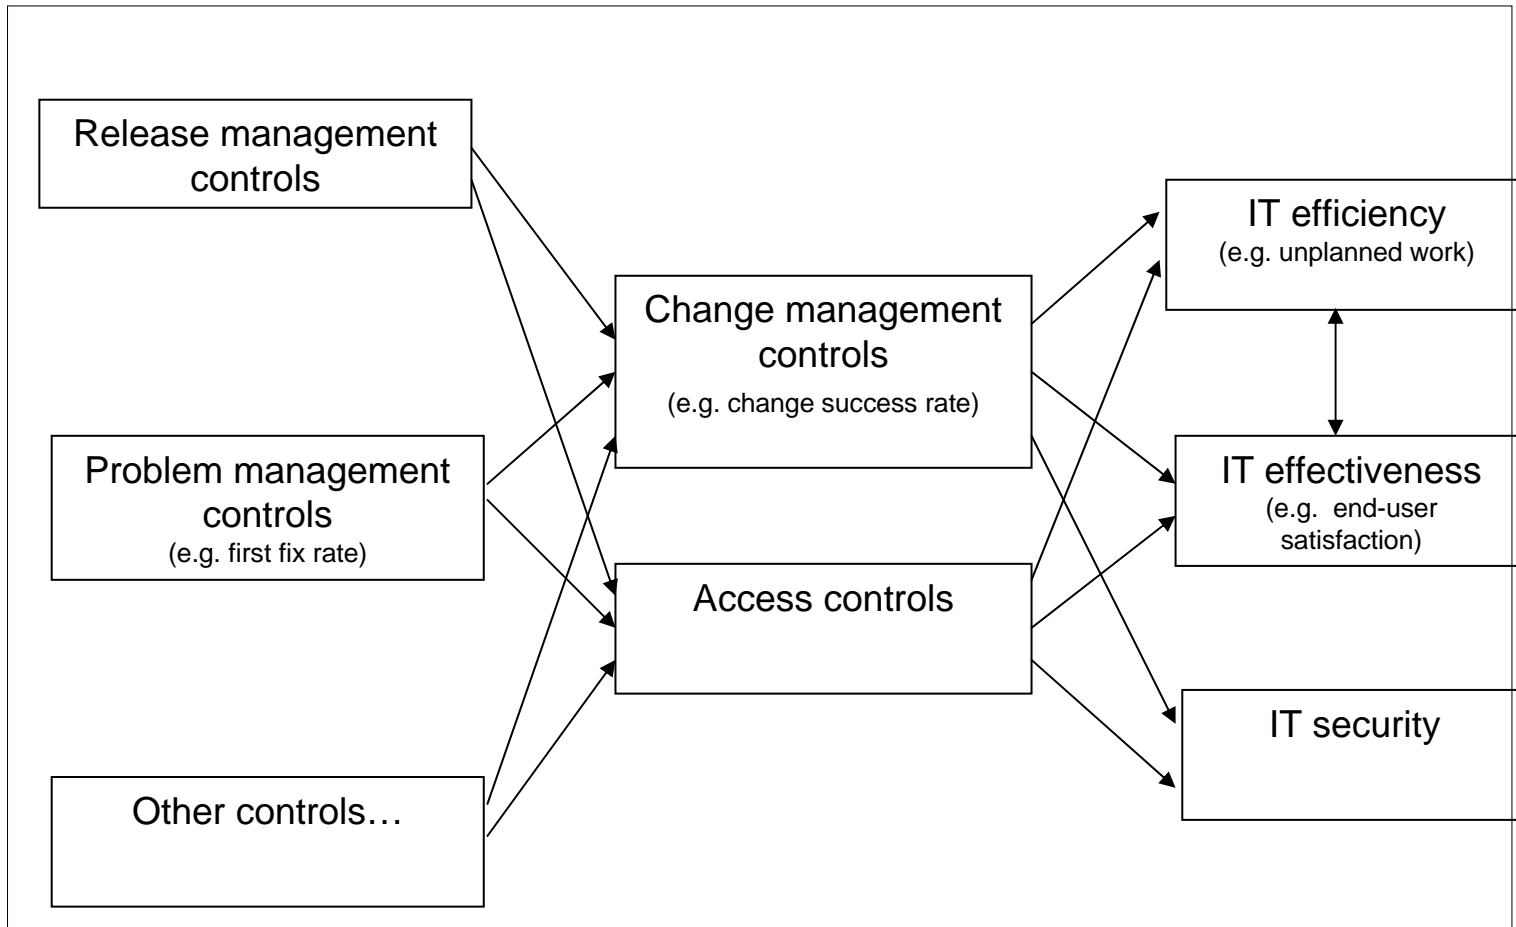 Release management
controls
Problem management
controls
(e.g. first fix rate)
Other controls…
Change management
controls
(e.g. change success rate)
Access controls
IT efficiency
(e.g. unplanned work)
IT effectiveness
(e.g.  end-user
satisfaction)
IT security